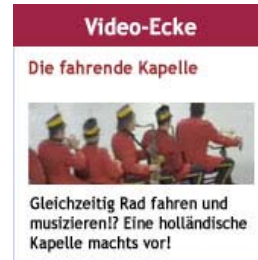 Video-Ecke
Die fahrende Kapelle
Gleichzeitig Rad fahren und
musizieren!? Eine holländische
Kapelle machts vor!